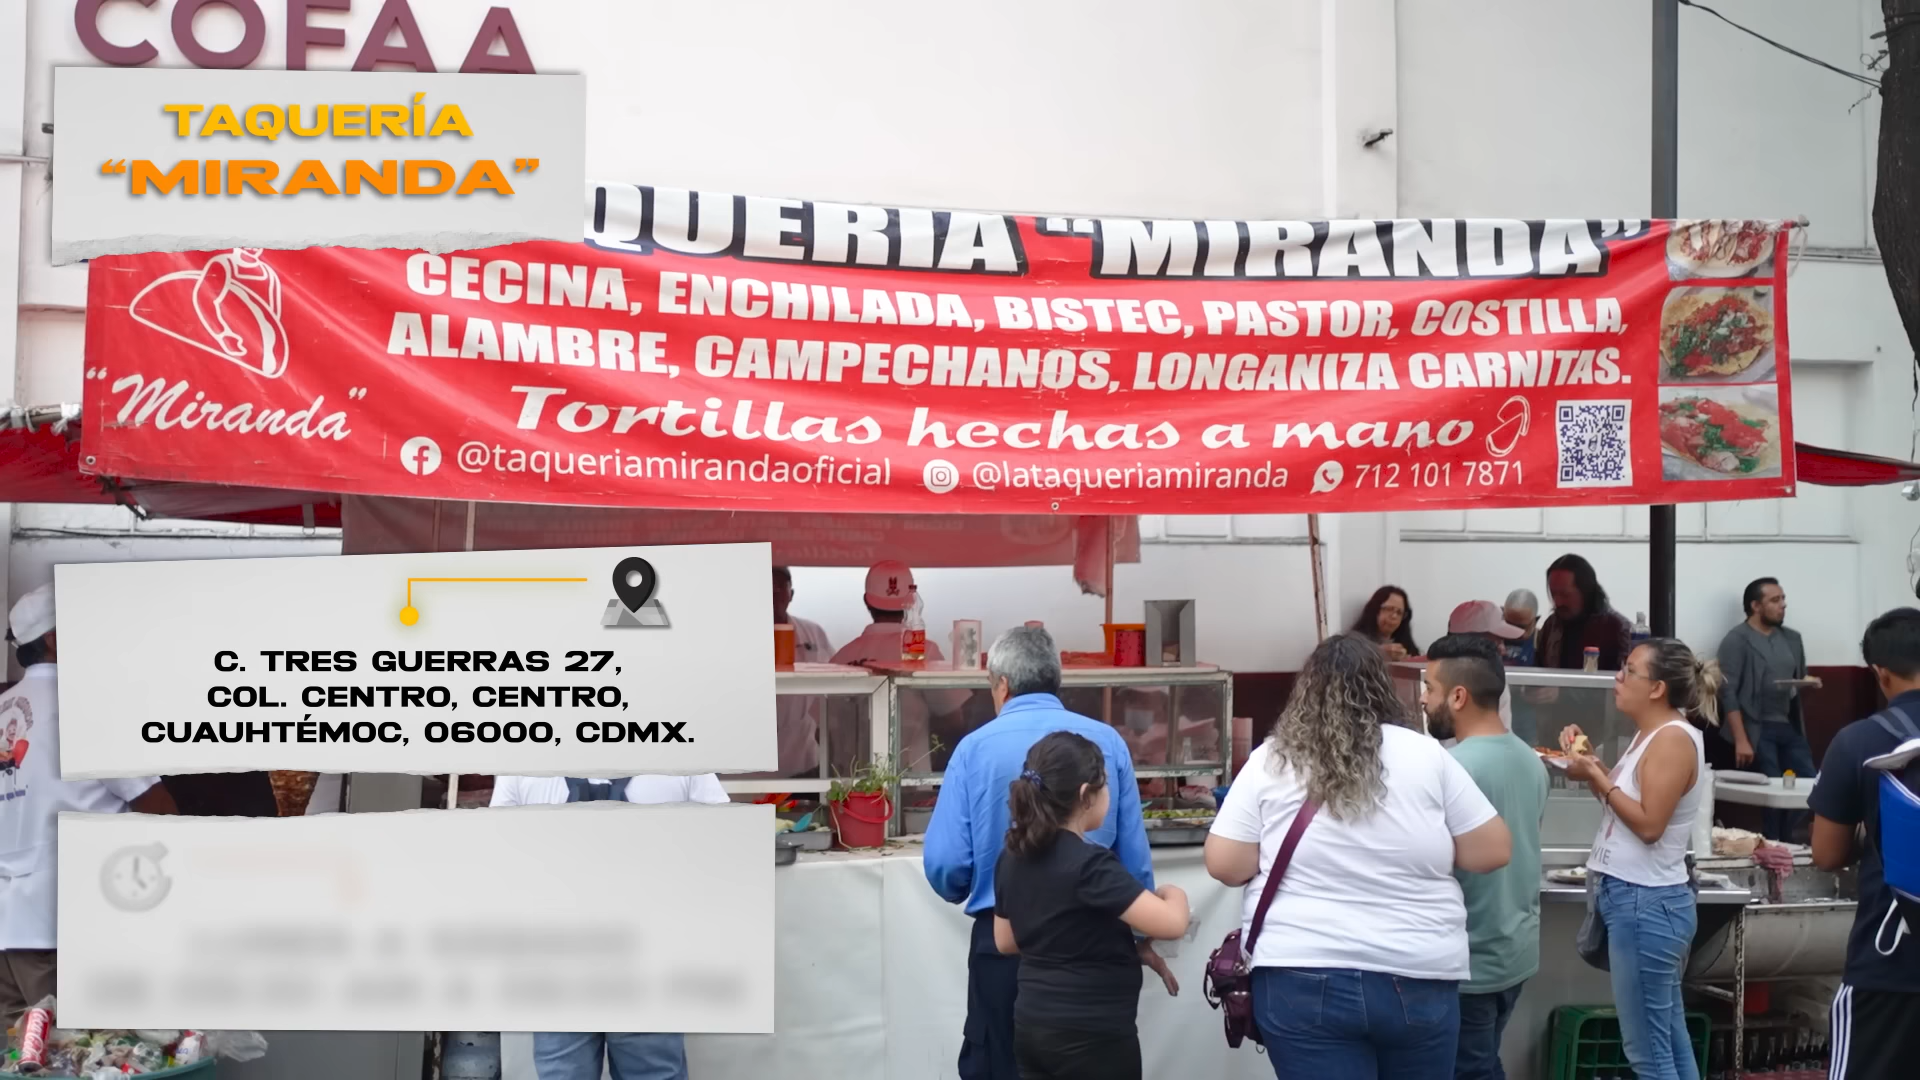 COFAA
TAQUERÍA
“MIRANDA”
QUERIA “MIRANDA”
CECINA, ENCHILADA, BISTEC, PASTOR, COSTILLA,
ALAMBRE, CAMPECHANOS, LONGANIZA CARNITAS.
Tortillas hechas a mano
“Miranda”
@taqueriamirandaoficial @lataqueriamiranda 712 101 7871
C. TRES GUERRAS 27,
COL. CENTRO, CENTRO,
CUAUHTÉMOC, 06000, CDMX.